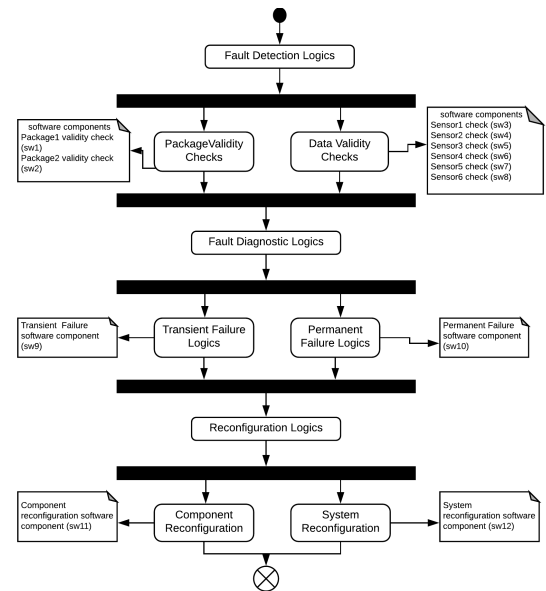 Fault Detection Logics
software components
Package1 validity check
(sw1)
Package2 validity check
(sw2)
PackageValidity
Checks
Data Validity
Checks
software components
Sensor1 check (sw3)
Sensor2 check (sw4)
Sensor3 check (sw5)
Sensor4 check (sw6)
Sensor5 check (sw7)
Sensor6 check (sw8)
Fault Diagnostic Logics
Transient Failure
software component
(sw9)
Transient Failure
Logics
Permanent
Failure Logics
Permanent Failure
software component
(sw10)
Reconfiguration Logics
Component
reconfiguration software
component (sw11)
Component
Reconfiguration
System
Reconfiguration
System
reconfiguration software
component (sw12)